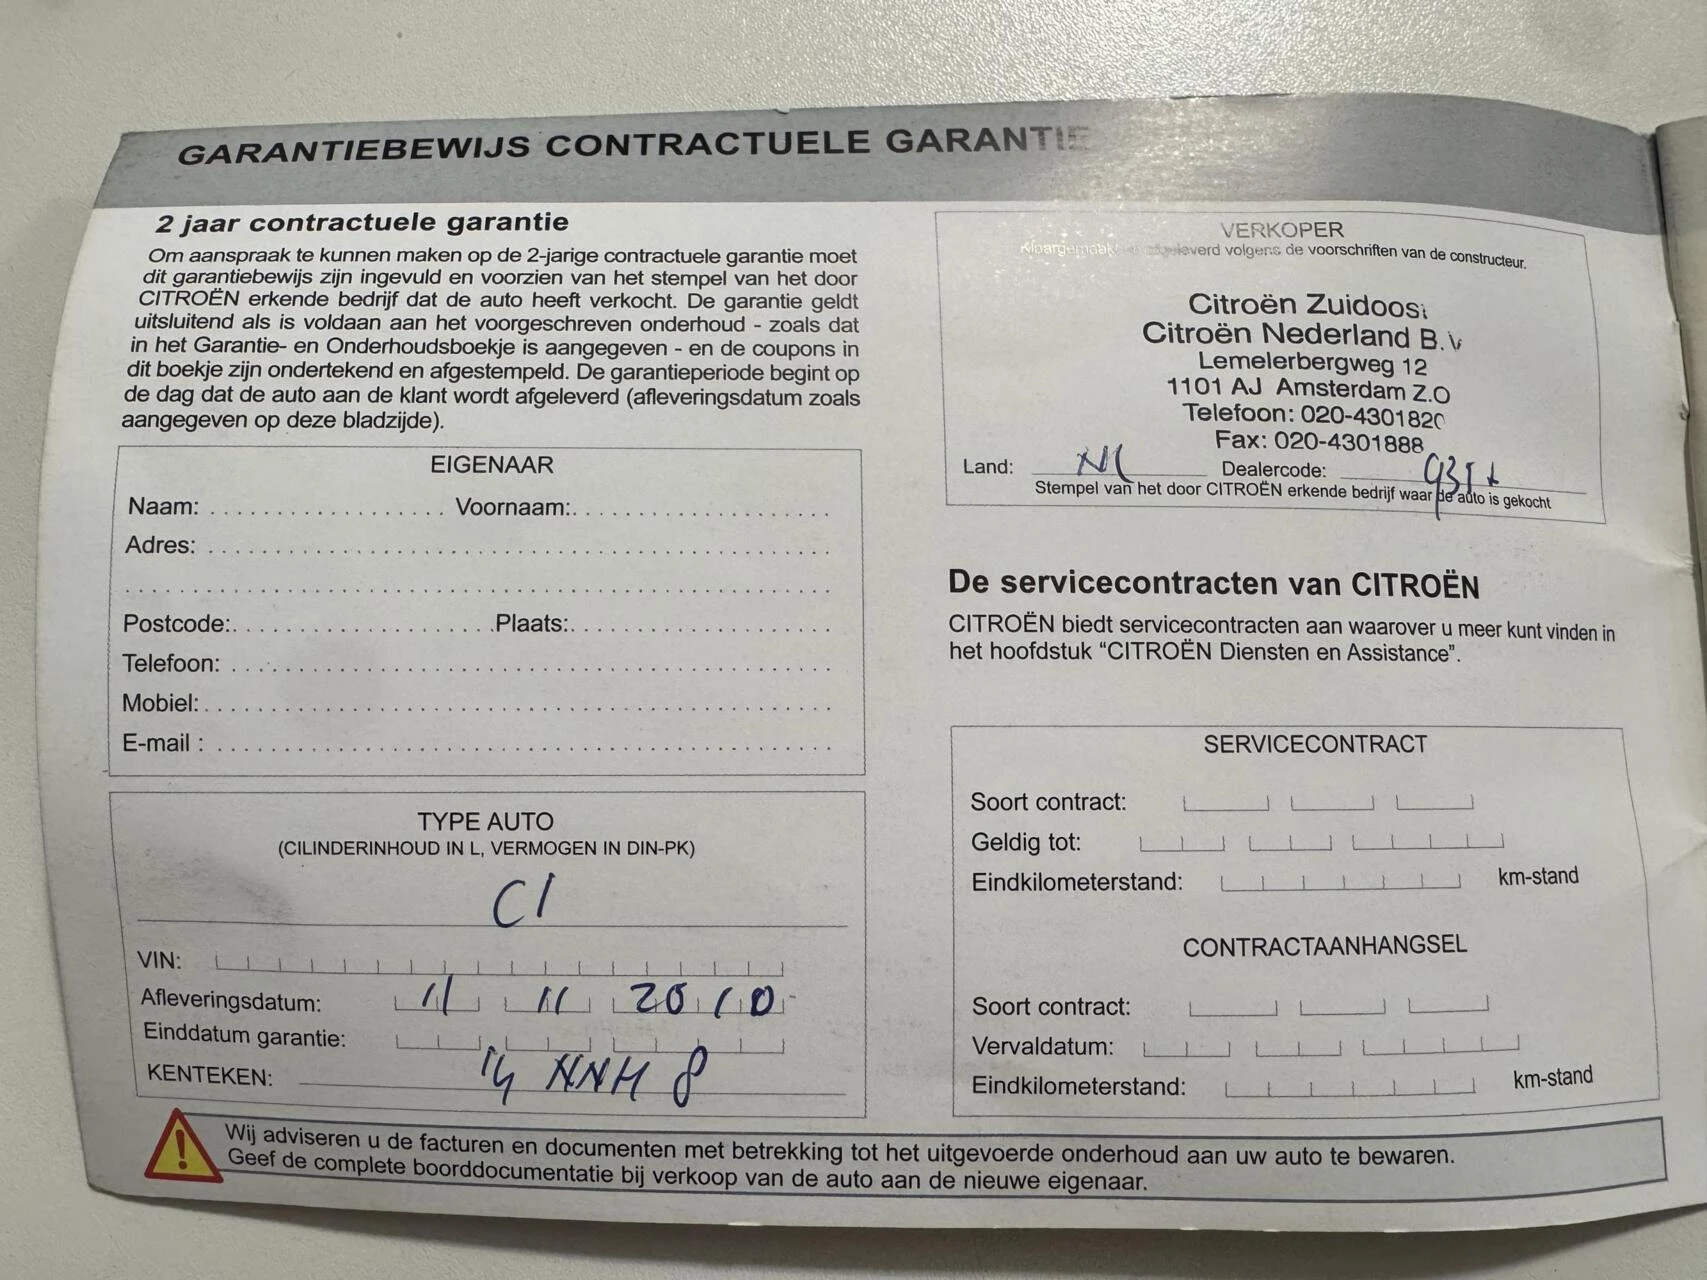 GARANTIEBEWIJS CONTRACTUELE GARANTIE
2 jaar contractuele garantie
Om aanspraak te kunnen maken op de 2-jarige contractuele garantie moet
dit garantiebewijs zijn ingevuld en voorzien van het stempel van het door
CITROËN erkende bedrijf dat de auto heeft verkocht. De garantie geldt
uitsluitend als is voldaan aan het voorgeschreven onderhoud - zoals dat
in het Garantie- en Onderhoudsboekje is aangegeven - en de coupons in
dit boekje zijn ondertekend en afgestempeld. De garantieperiode begint op
de dag dat de auto aan de klant wordt afgeleverd (afleveringsdatum zoals
aangegeven op deze bladzijde).
EIGENAAR
Naam: Voornaam:
Adres:
Postcode: Plaats:
Telefoon:
Mobiel:
E-mail :
TYPE AUTO
(CILINDERINHOUD IN L, VERMOGEN IN DIN-PK)
C1
VIN:
Afleveringsdatum: 11 11 2010
Einddatum garantie:
KENTEKEN: 14 NNH 8
VERKOPER
volgens de voorschriften van de constructeur.
Citroën Zuidoost
Citroën Nederland B.V
Lemelerbergweg 12
1101 AJ Amsterdam Z.O
Telefoon: 020-4301820
Fax: 020-4301888
Land: NL Dealercode:
Stempel van het door CITROËN erkende bedrijf waar de auto is gekocht
De servicecontracten van CITROËN
CITROËN biedt servicecontracten aan waarover u meer kunt vinden in
het hoofdstuk “CITROËN Diensten en Assistance”.
SERVICECONTRACT
Soort contract:
Geldig tot:
Eindkilometerstand: km-stand
CONTRACTAANHANGSEL
Soort contract:
Vervaldatum:
Eindkilometerstand: km-stand
Wij adviseren u de facturen en documenten met betrekking tot het uitgevoerde onderhoud aan uw auto te bewaren.
Geef de complete boorddocumentatie bij verkoop van de auto aan de nieuwe eigenaar.